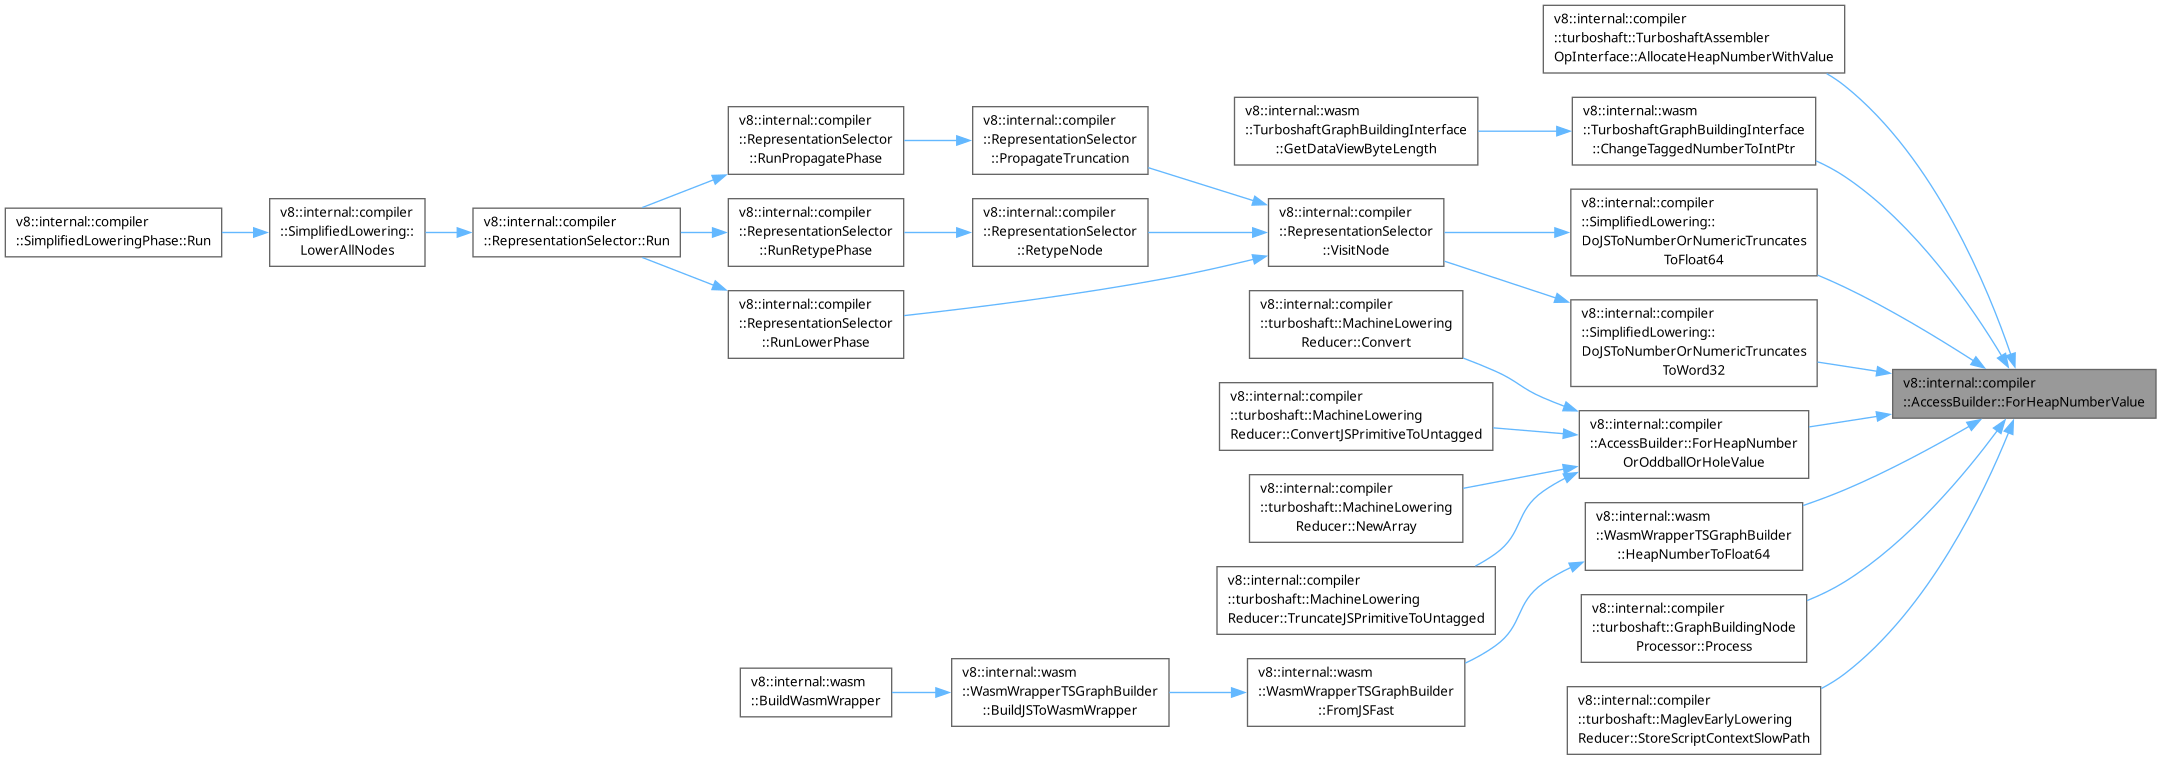 v8::internal::compiler
::turboshaft::TurboshaftAssembler
OpInterface::AllocateHeapNumberWithValue
v8::internal::wasm
::TurboshaftGraphBuildingInterface
::GetDataViewByteLength
v8::internal::wasm
::TurboshaftGraphBuildingInterface
::ChangeTaggedNumberToIntPtr
v8::internal::compiler
::RepresentationSelector
::RunPropagatePhase
v8::internal::compiler
::RepresentationSelector
::PropagateTruncation
v8::internal::compiler
::SimplifiedLowering::
DoJSToNumberOrNumericTruncates
ToFloat64
v8::internal::compiler
::SimplifiedLoweringPhase::Run
v8::internal::compiler
::SimplifiedLowering::
LowerAllNodes
v8::internal::compiler
::RepresentationSelector::Run
v8::internal::compiler
::RepresentationSelector
::RunRetypePhase
v8::internal::compiler
::RepresentationSelector
::RetypeNode
v8::internal::compiler
::RepresentationSelector
::VisitNode
v8::internal::compiler
::RepresentationSelector
::RunLowerPhase
v8::internal::compiler
::turboshaft::MachineLowering
Reducer::Convert
v8::internal::compiler
::SimplifiedLowering::
DoJSToNumberOrNumericTruncates
ToWord32
v8::internal::compiler
::AccessBuilder::ForHeapNumberValue
v8::internal::compiler
::turboshaft::MachineLowering
Reducer::ConvertJSPrimitiveToUntagged
v8::internal::compiler
::AccessBuilder::ForHeapNumber
OrOddballOrHoleValue
v8::internal::compiler
::turboshaft::MachineLowering
Reducer::NewArray
v8::internal::wasm
::WasmWrapperTSGraphBuilder
::HeapNumberToFloat64
v8::internal::compiler
::turboshaft::MachineLowering
Reducer::TruncateJSPrimitiveToUntagged
v8::internal::compiler
::turboshaft::GraphBuildingNode
Processor::Process
v8::internal::wasm
::BuildWasmWrapper
v8::internal::wasm
::WasmWrapperTSGraphBuilder
::BuildJSToWasmWrapper
v8::internal::wasm
::WasmWrapperTSGraphBuilder
::FromJSFast
v8::internal::compiler
::turboshaft::MaglevEarlyLowering
Reducer::StoreScriptContextSlowPath